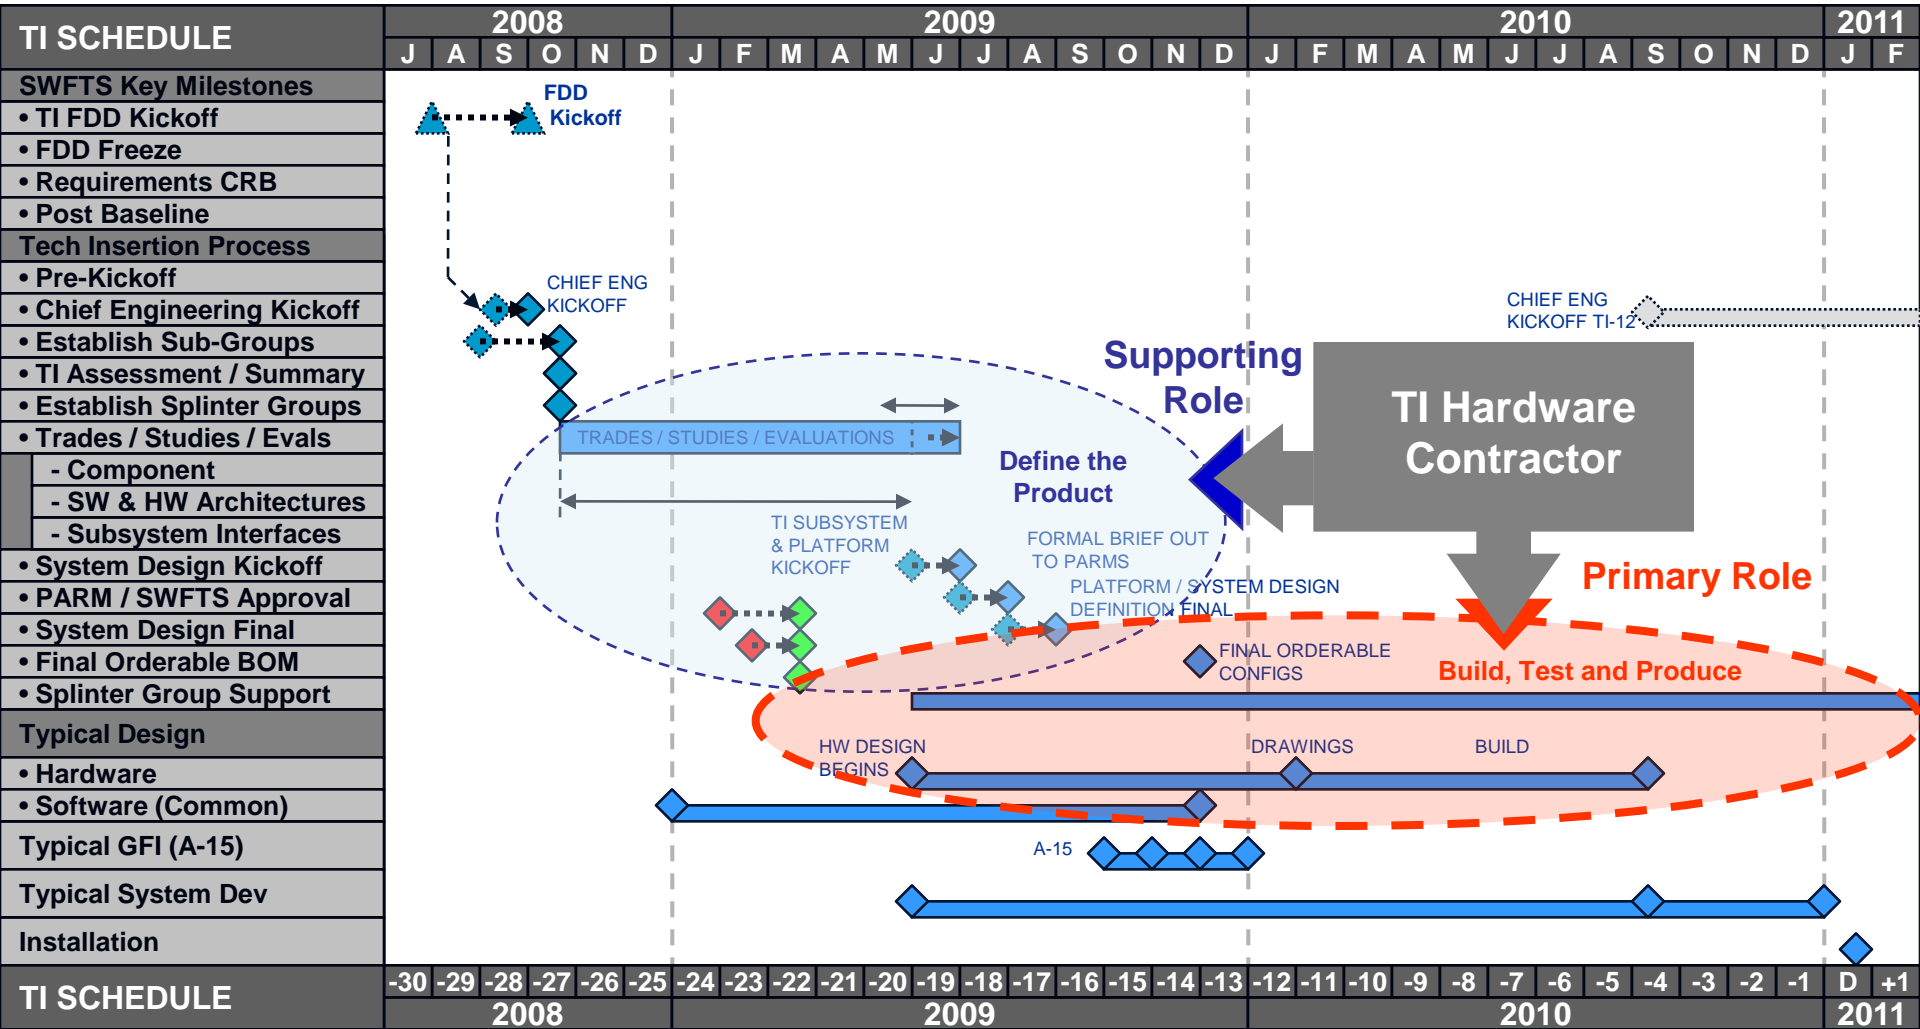 TI SCHEDULE
2008 2009 2010 2011
J A S O N D J F M A M J J A S O N D J F M A M J J A S O N D J F
SWFTS Key Milestones
• TI FDD Kickoff
FDD
Kickoff
• FDD Freeze
• Requirements CRB
• Post Baseline
Tech Insertion Process
• Pre-Kickoff
• Chief Engineering Kickoff
CHIEF ENG
KICKOFF
CHIEF ENG
KICKOFF TI-12
• Establish Sub-Groups
• TI Assessment / Summary
• Establish Splinter Groups
Supporting
Role
TI Hardware
Contractor
• Trades / Studies / Evals
TRADES / STUDIES / EVALUATIONS
- Component
- SW & HW Architectures
- Subsystem Interfaces
Define the
Product
TI SUBSYSTEM
& PLATFORM
KICKOFF
FORMAL BRIEF OUT
TO PARMS
• System Design Kickoff
• PARM / SWFTS Approval
PLATFORM / SYSTEM DESIGN
DEFINITION FINAL
Primary Role
• System Design Final
• Final Orderable BOM
FINAL ORDERABLE
CONFIGS
Build, Test and Produce
• Splinter Group Support
Typical Design
• Hardware
HW DESIGN
BEGINS
DRAWINGS
BUILD
• Software (Common)
Typical GFI (A-15)
A-15
Typical System Dev
Installation
TI SCHEDULE
-30 -29 -28 -27 -26 -25 -24 -23 -22 -21 -20 -19 -18 -17 -16 -15 -14 -13 -12 -11 -10 -9 -8 -7 -6 -5 -4 -3 -2 -1 D +1
2008 2009 2010 2011